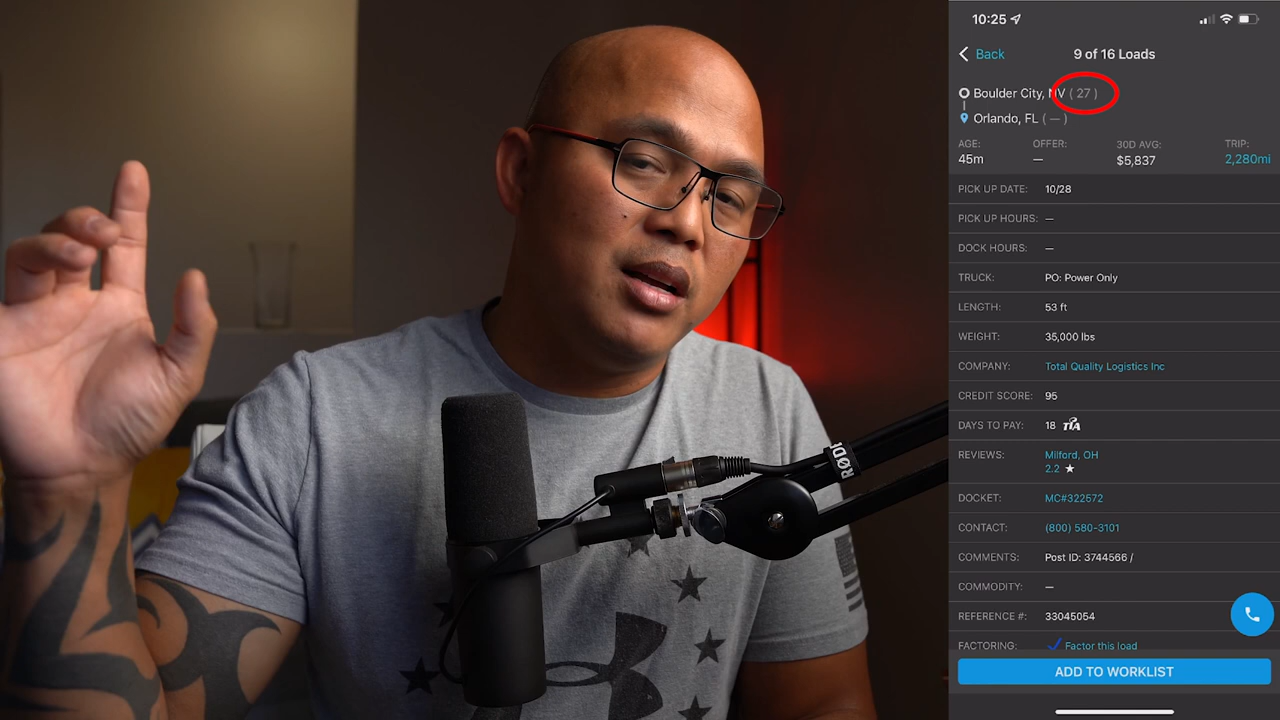 10:25
Back
9 of 16 Loads
Boulder City, NV ( 27 )
Orlando, FL ( — )
AGE: OFFER: 30D AVG: TRIP:
45m — $5,837 2,280mi
PICK UP DATE: 10/28
PICK UP HOURS: —
DOCK HOURS: —
TRUCK: PO: Power Only
LENGTH: 53 ft
WEIGHT: 35,000 lbs
COMPANY: Total Quality Logistics Inc
CREDIT SCORE: 95
DAYS TO PAY: 18 TIA
REVIEWS: Milford, OH
2.2 ★
DOCKET: MC#322572
CONTACT: (800) 580-3101
COMMENTS: Post ID: 3744566 /
COMMODITY: —
REFERENCE #: 33045054
FACTORING: Factor this load
ADD TO WORKLIST
RØDE